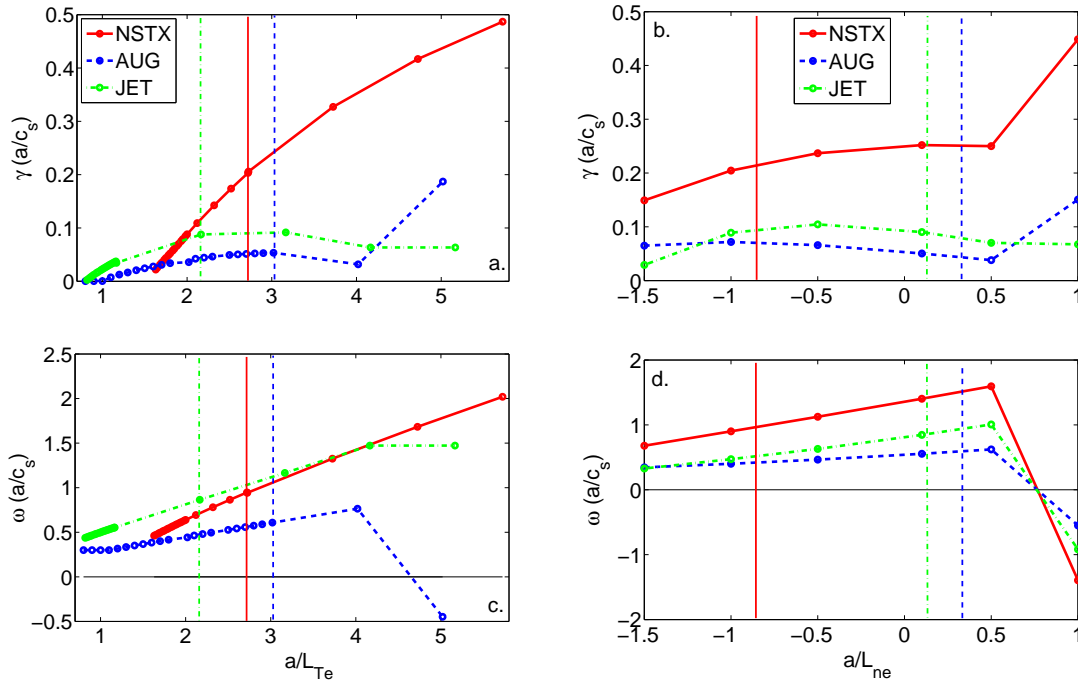 0.5
0.4
0.3
0.2
0.1
0
γ (a/c_s)
NSTX
AUG
JET
a.
1 2 3 4 5
0.5
0.4
0.3
0.2
0.1
0
γ (a/c_s)
b.
NSTX
AUG
JET
−1.5 −1 −0.5 0 0.5 1
2.5
2
1.5
1
0.5
0
−0.5
ω (a/c_s)
c.
1 2 3 4 5
a/L_Te
2
1
0
−1
−2
ω (a/c_s)
d.
−1.5 −1 −0.5 0 0.5 1
a/L_ne